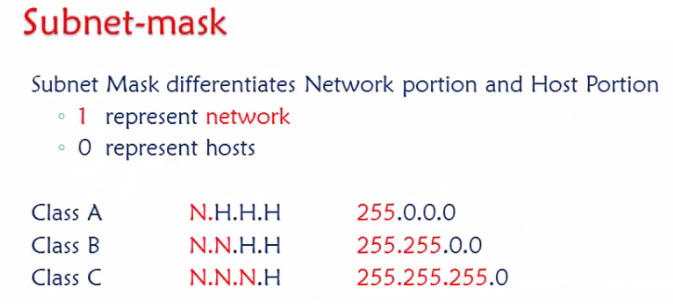 Subnet-mask
Subnet Mask differentiates Network portion and Host Portion
◦ 1 represent network
◦ 0 represent hosts
Class A N.H.H.H 255.0.0.0
Class B N.N.H.H 255.255.0.0
Class C N.N.N.H 255.255.255.0